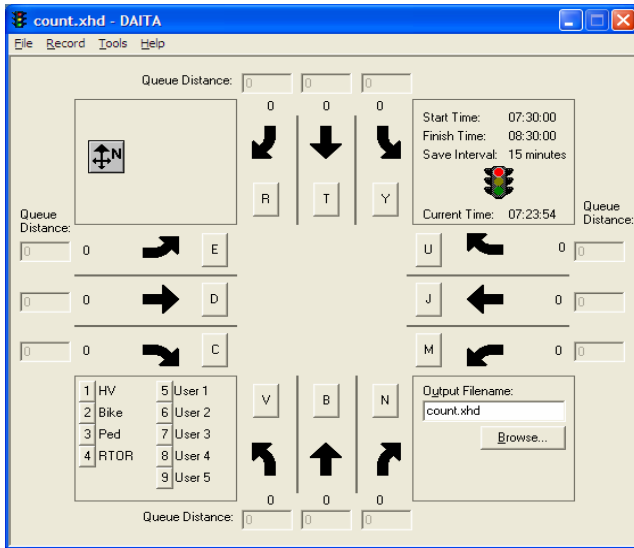 count.xhd - DAITA
File Record Tools Help
Queue Distance: 0 0 0
0 0 0
N
Start Time: 07:30:00
Finish Time: 08:30:00
Save Interval: 15 minutes
Current Time: 07:23:54
R T Y
Queue
Distance:
Queue
Distance:
0 0 E U 0 0
0 0 D J 0 0
0 0 C M 0 0
1 HV 5 User 1
2 Bike 6 User 2
3 Ped 7 User 3
4 RTOR 8 User 4
9 User 5
V B N
Output Filename:
count.xhd
Browse...
0 0 0
Queue Distance: 0 0 0